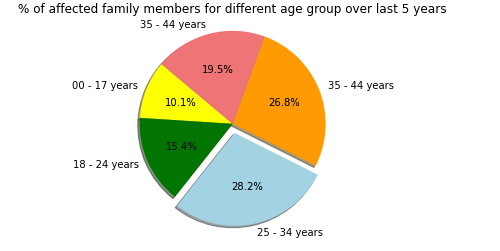 % of affected family members for different age group over last 5 years
35 - 44 years
19.5%
00 - 17 years
10.1%
35 - 44 years
26.8%
18 - 24 years
15.4%
28.2%
25 - 34 years